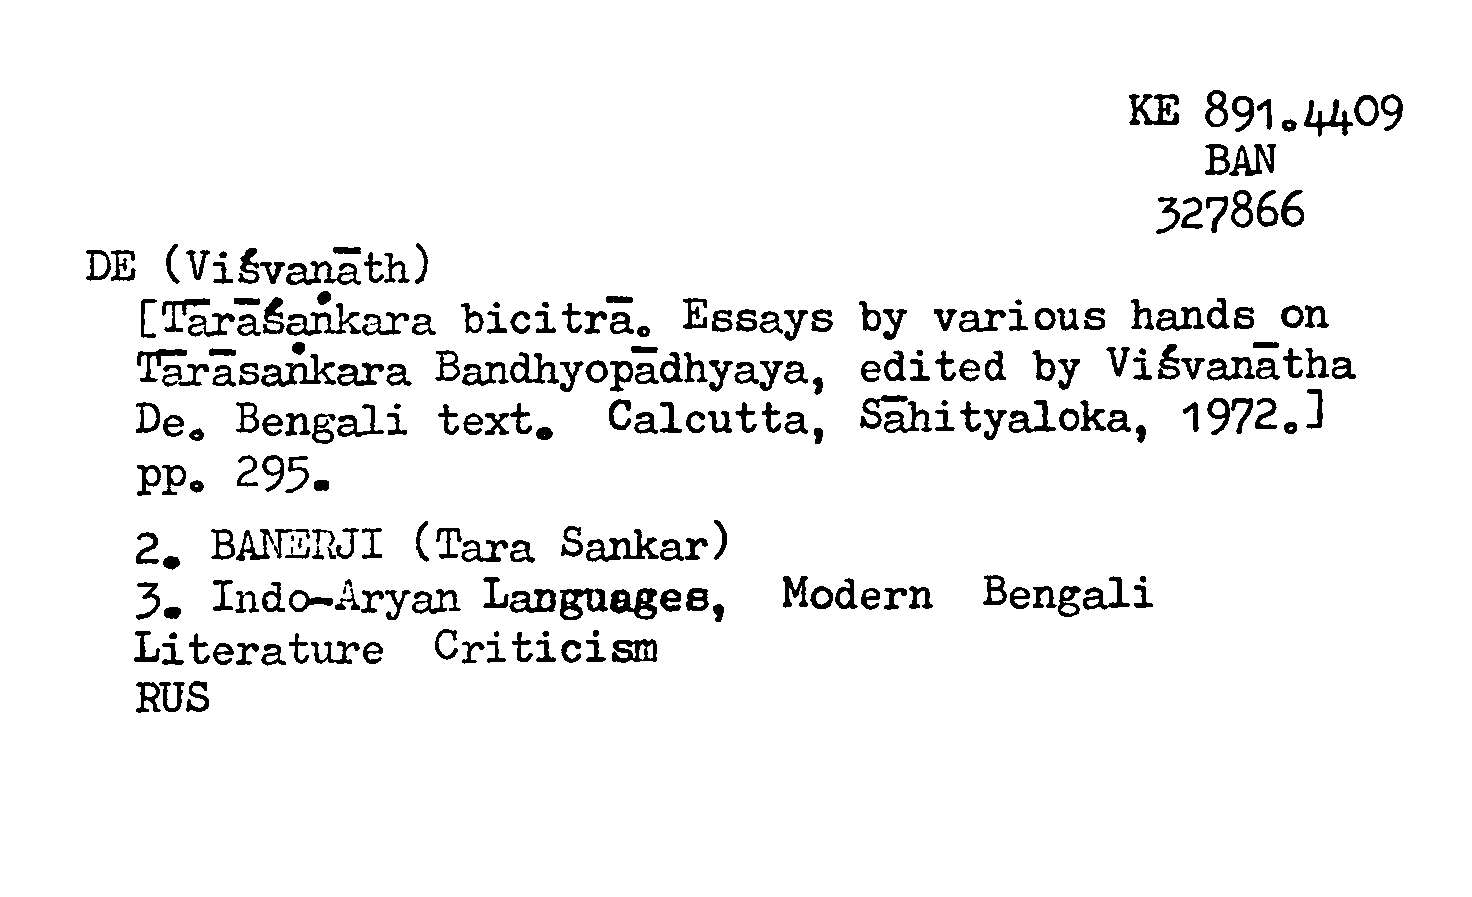 KE 891.4409
BAN
327866
DE (Viśvanāth)
[Tārāśaṅkara bicitrā. Essays by various hands on
Tārāsaṅkara Bandhyopādhyaya, edited by Viśvanātha
De. Bengali text. Calcutta, Sāhityaloka, 1972.]
pp. 295.
2. BANERJI (Tara Sankar)
3. Indo-Aryan Languages, Modern Bengali
Literature Criticism
RUS